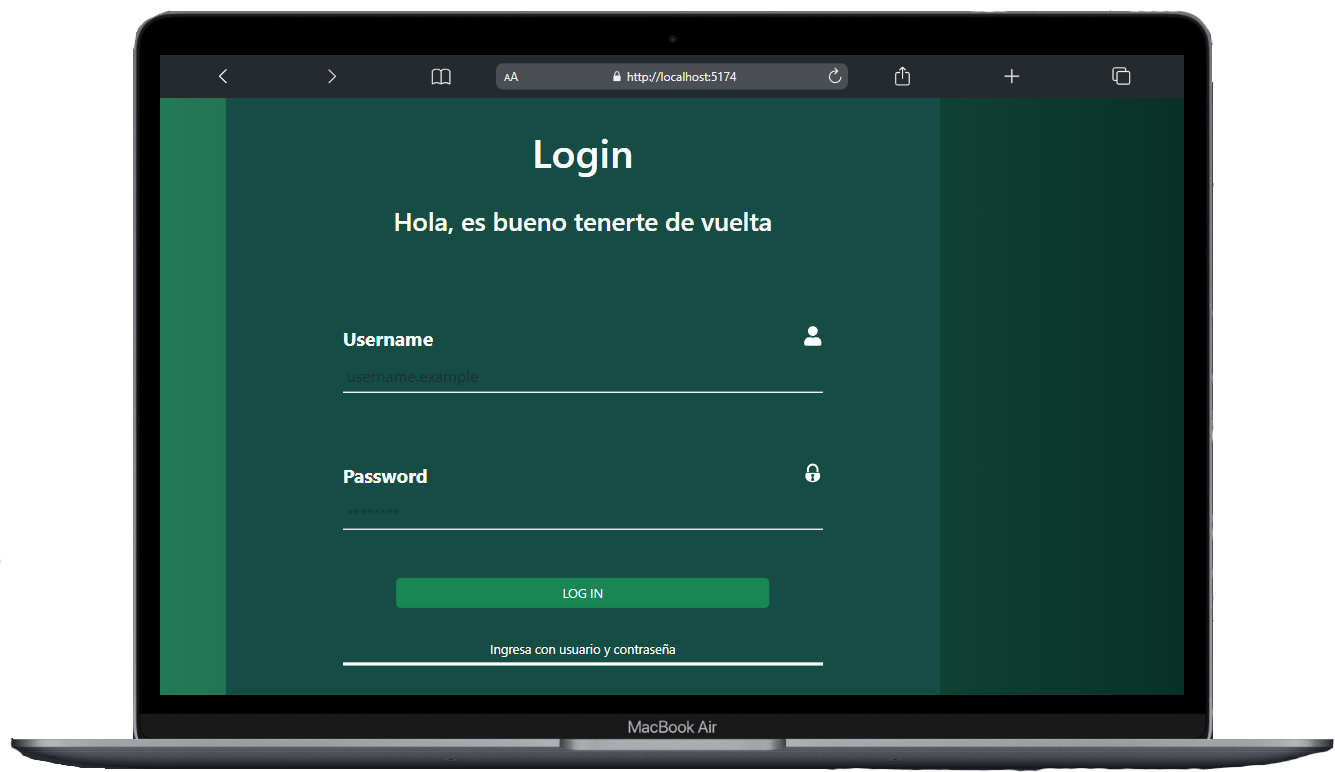 AA
http://localhost:5174
Login
Hola, es bueno tenerte de vuelta
Username
username.example
Password
********
LOG IN
Ingresa con usuario y contraseña
MacBook Air